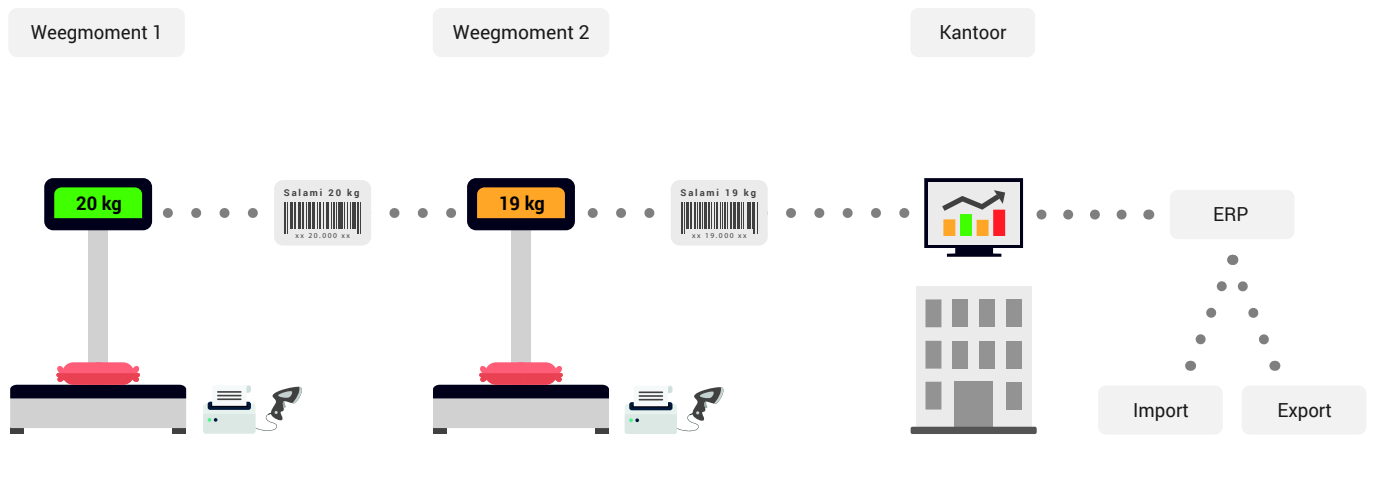 Weegmoment 1
Weegmoment 2
Kantoor
20 kg
Salami 20 kg
xx 20.000 xx
19 kg
Salami 19 kg
xx 19.000 xx
ERP
Import
Export